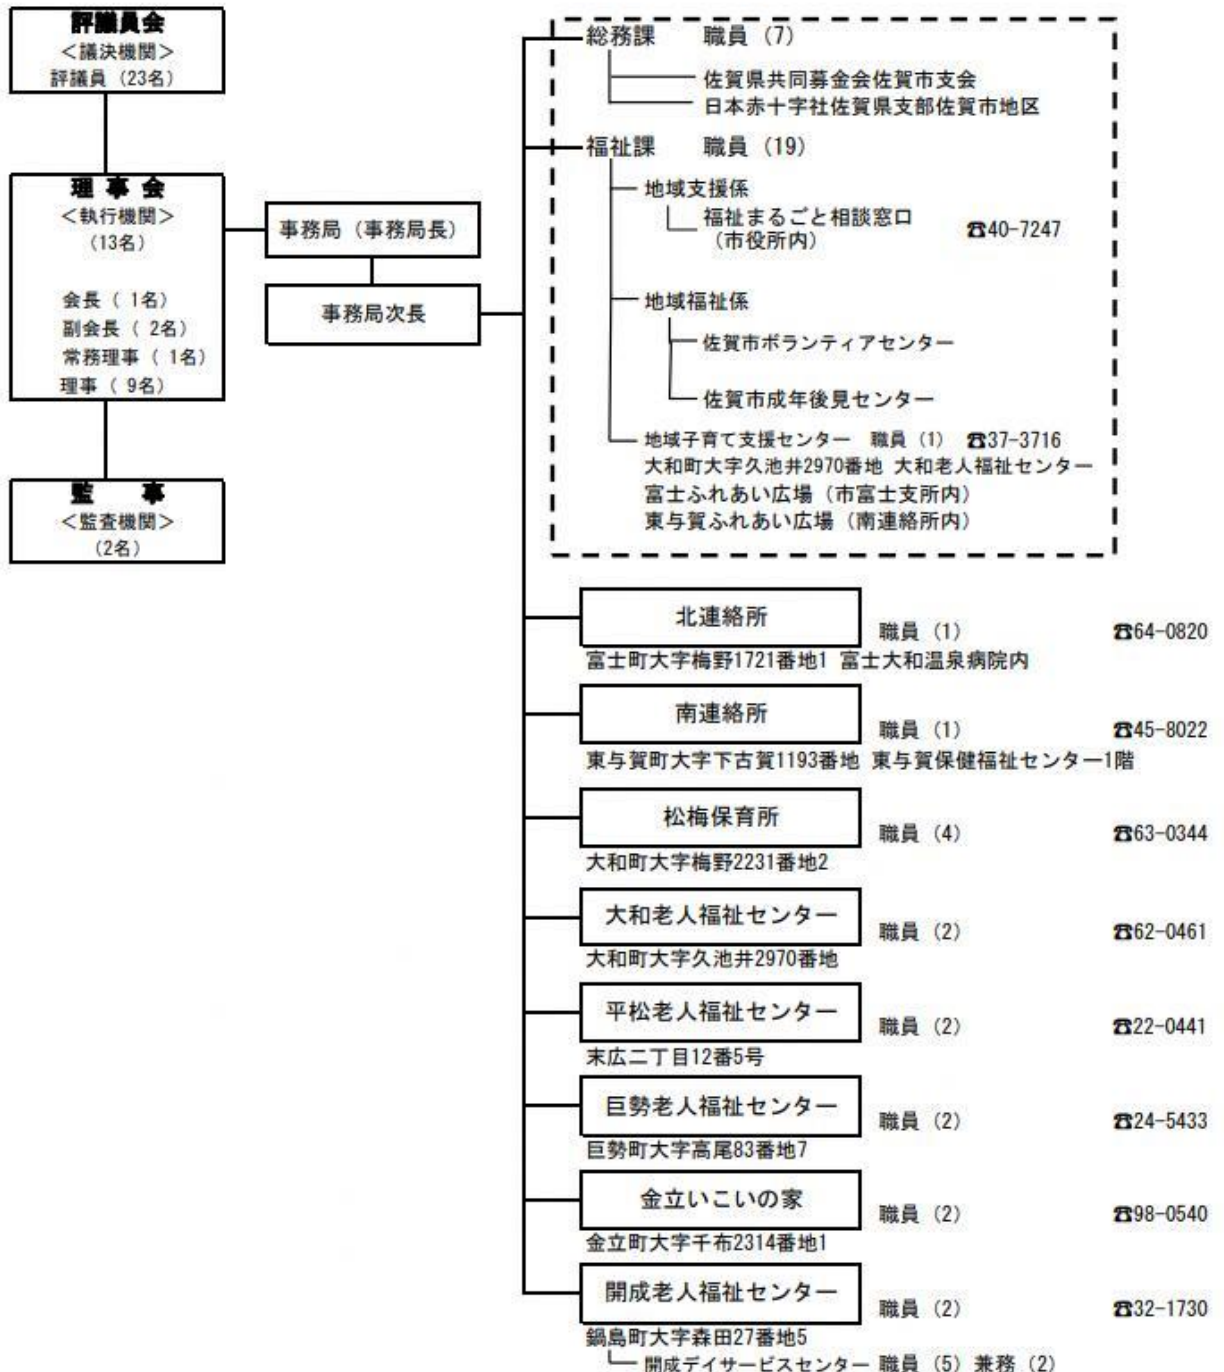 評議員会
＜議決機関＞
評議員（23名）
理 事 会
＜執行機関＞
（13名）
会長（ 1名）
副会長（ 2名）
常務理事（ 1名）
理事（ 9名）
監 事
＜監査機関＞
（2名）
事務局（事務局長）
事務局次長
総務課 職員（7）
佐賀県共同募金会佐賀市支会
日本赤十字社佐賀県支部佐賀市地区
福祉課 職員（19）
地域支援係
福祉まるごと相談窓口 ☎40-7247
（市役所内）
地域福祉係
佐賀市ボランティアセンター
佐賀市成年後見センター
地域子育て支援センター 職員（1） ☎37-3716
大和町大字久池井2970番地 大和老人福祉センター
富士ふれあい広場（市富士支所内）
東与賀ふれあい広場（南連絡所内）
北連絡所 職員（1） ☎64-0820
富士町大字梅野1721番地1 富士大和温泉病院内
南連絡所 職員（1） ☎45-8022
東与賀町大字下古賀1193番地 東与賀保健福祉センター1階
松梅保育所 職員（4） ☎63-0344
大和町大字梅野2231番地2
大和老人福祉センター 職員（2） ☎62-0461
大和町大字久池井2970番地
平松老人福祉センター 職員（2） ☎22-0441
末広二丁目12番5号
巨勢老人福祉センター 職員（2） ☎24-5433
巨勢町大字高尾83番地7
金立いこいの家 職員（2） ☎98-0540
金立町大字千布2314番地1
開成老人福祉センター 職員（2） ☎32-1730
鍋島町大字森田27番地5
開成デイサービスセンター 職員（5）兼務（2）